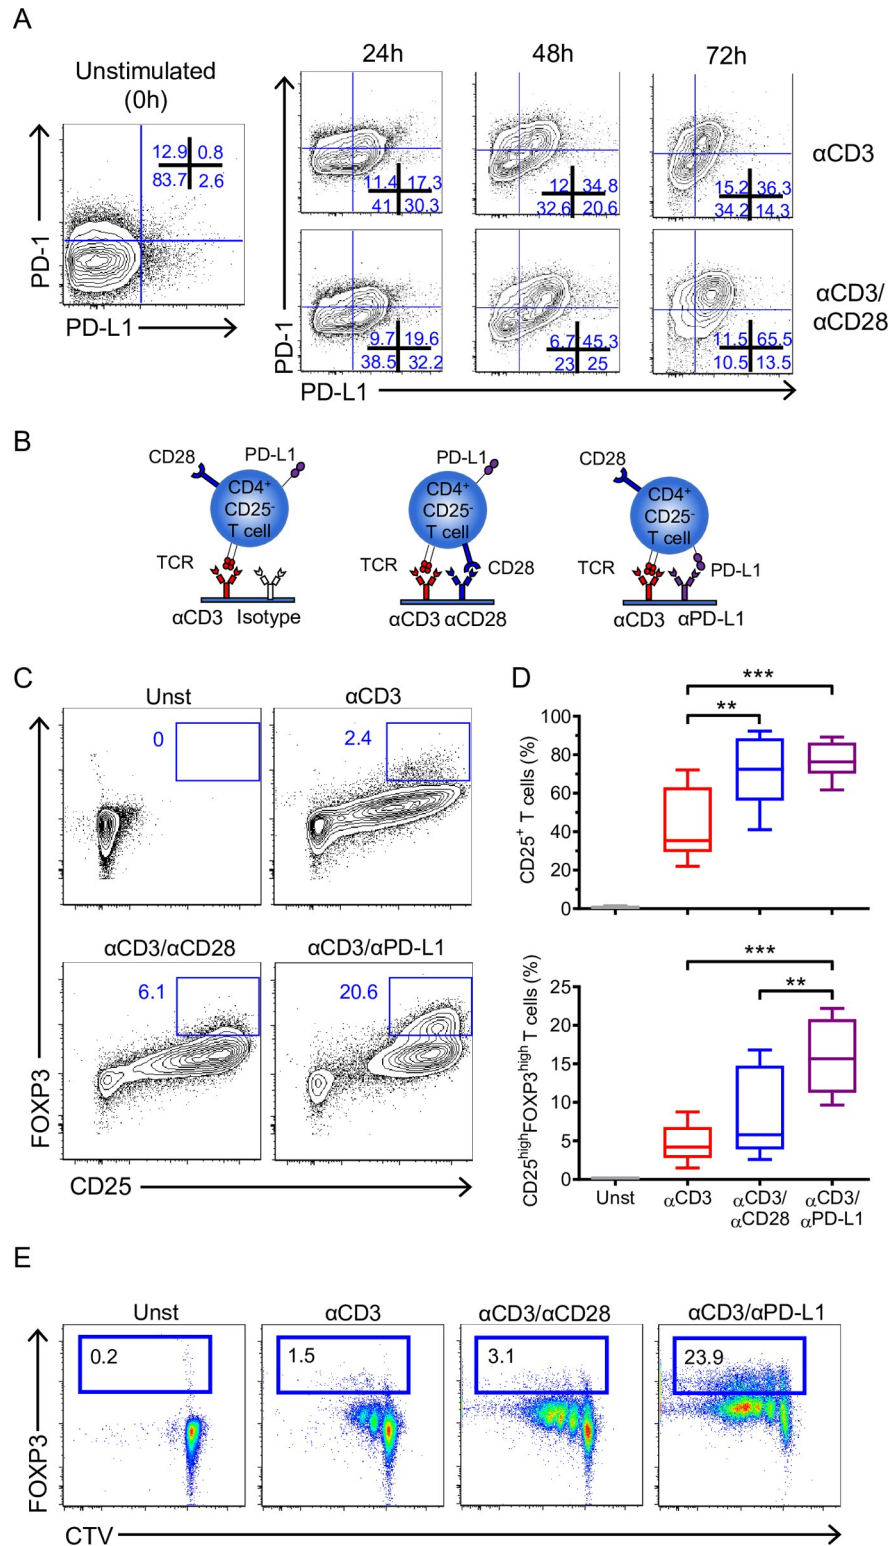 A
Unstimulated
(0h)
24h
48h
72h
12.9 0.8
83.7 2.6
11.4 17.3
41 30.3
12 34.8
32.6 20.6
15.2 36.3
34.2 14.3
αCD3
9.7 19.6
38.5 32.2
6.7 45.3
23 25
11.5 65.5
10.5 13.5
αCD3/
αCD28
PD-1
PD-L1
PD-1
PD-L1
B
CD28
PD-L1
CD4+
CD25-
T cell
TCR
αCD3
Isotype
PD-L1
CD4+
CD25-
T cell
TCR
CD28
αCD3 αCD28
CD28
CD4+
CD25-
T cell
TCR
PD-L1
αCD3
αPD-L1
C
Unst
αCD3
0
2.4
αCD3/αCD28
αCD3/αPD-L1
6.1
20.6
FOXP3
CD25
D
***
**
100
80
60
40
20
0
CD25+ T cells (%)
***
**
25
20
15
10
5
0
CD25highFOXP3high T cells (%)
Unst
αCD3
αCD3/
αCD28
αCD3/
αPD-L1
E
Unst
αCD3
αCD3/αCD28
αCD3/αPD-L1
0.2
1.5
3.1
23.9
FOXP3
CTV